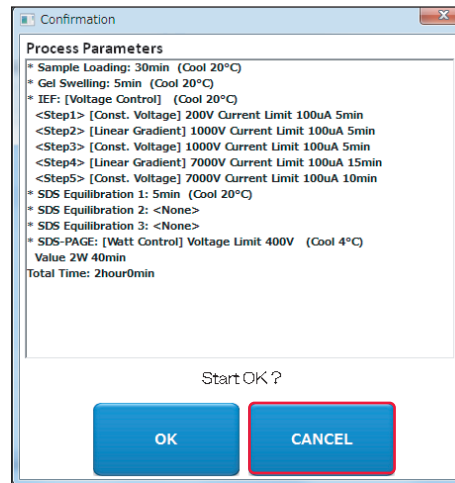 Confirmation
Process Parameters
* Sample Loading: 30min (Cool 20°C)
* Gel Swelling: 5min (Cool 20°C)
* IEF: [Voltage Control] (Cool 20°C)
<Step1> [Const. Voltage] 200V Current Limit 100uA 5min
<Step2> [Linear Gradient] 1000V Current Limit 100uA 5min
<Step3> [Const. Voltage] 1000V Current Limit 100uA 5min
<Step4> [Linear Gradient] 7000V Current Limit 100uA 15min
<Step5> [Const. Voltage] 7000V Current Limit 100uA 10min
* SDS Equilibration 1: 5min (Cool 20°C)
* SDS Equilibration 2: <None>
* SDS Equilibration 3: <None>
* SDS-PAGE: [Watt Control] Voltage Limit 400V (Cool 4°C)
Value 2W 40min
Total Time: 2hour0min
Start OK ?
OK
CANCEL